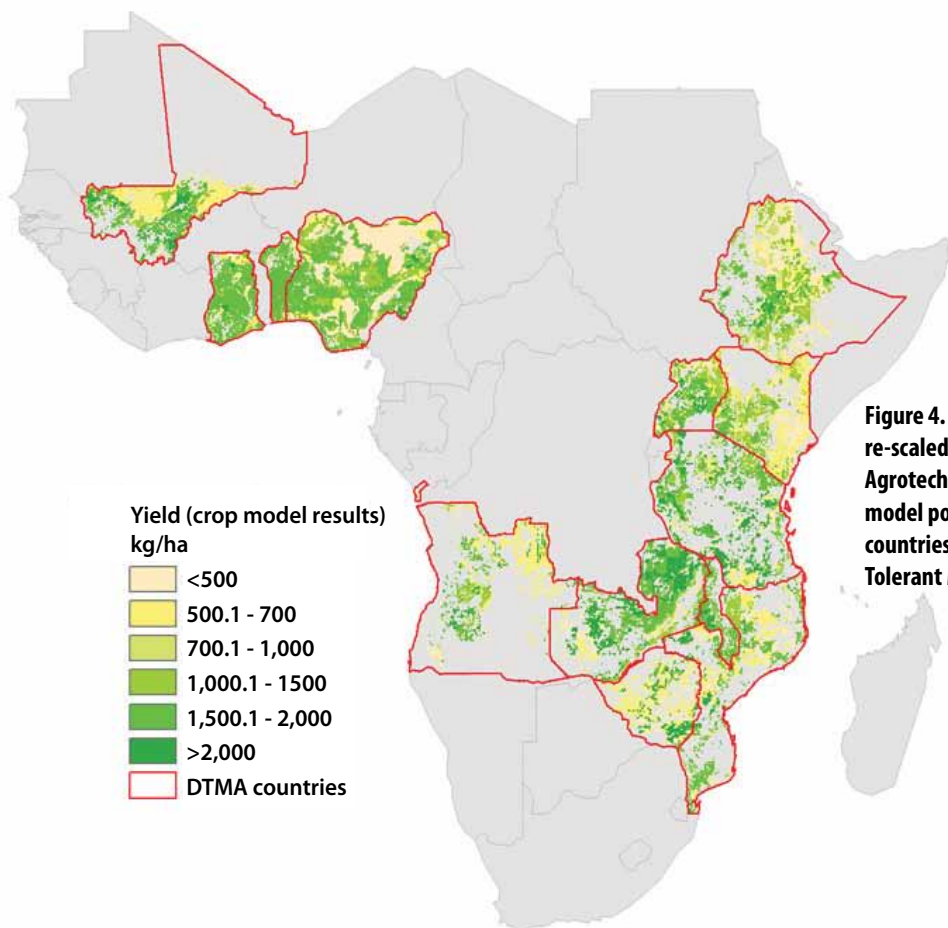 Figure 4.
re-scaled
Agrotech
model po
countries
Tolerant
Yield (crop model results)
kg/ha
<500
500.1 - 700
700.1 - 1,000
1,000.1 - 1500
1,500.1 - 2,000
>2,000
DTMA countries